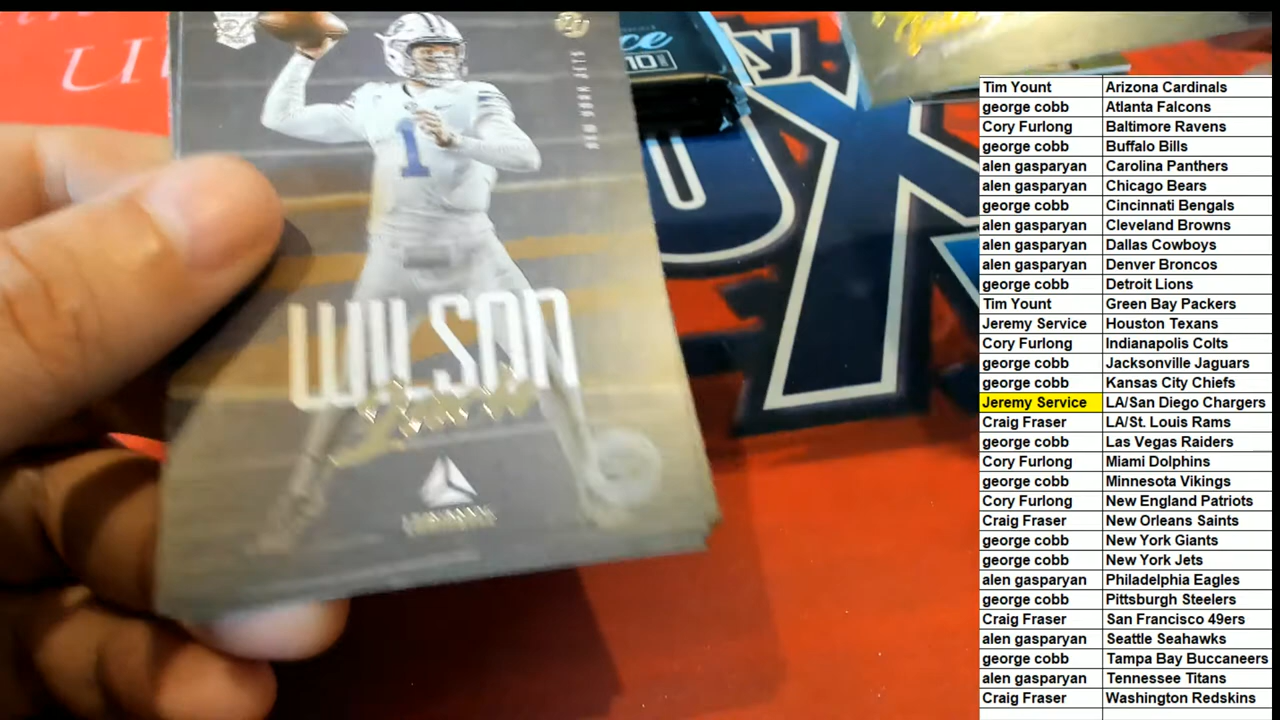 NEW YORK JETS
1
WILSON
Zach
LUMINANCE
10
Tim Yount Arizona Cardinals
george cobb Atlanta Falcons
Cory Furlong Baltimore Ravens
george cobb Buffalo Bills
alen gasparyan Carolina Panthers
alen gasparyan Chicago Bears
george cobb Cincinnati Bengals
alen gasparyan Cleveland Browns
alen gasparyan Dallas Cowboys
alen gasparyan Denver Broncos
george cobb Detroit Lions
Tim Yount Green Bay Packers
Jeremy Service Houston Texans
Cory Furlong Indianapolis Colts
george cobb Jacksonville Jaguars
george cobb Kansas City Chiefs
Jeremy Service LA/San Diego Chargers
Craig Fraser LA/St. Louis Rams
george cobb Las Vegas Raiders
Cory Furlong Miami Dolphins
george cobb Minnesota Vikings
Cory Furlong New England Patriots
Craig Fraser New Orleans Saints
george cobb New York Giants
george cobb New York Jets
alen gasparyan Philadelphia Eagles
george cobb Pittsburgh Steelers
Craig Fraser San Francisco 49ers
alen gasparyan Seattle Seahawks
george cobb Tampa Bay Buccaneers
alen gasparyan Tennessee Titans
Craig Fraser Washington Redskins